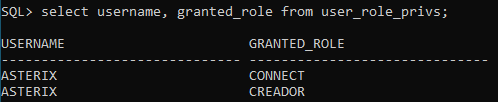 SQL> select username, granted_role from user_role_privs;
USERNAME GRANTED_ROLE
------------------------------ ------------------------------
ASTERIX CONNECT
ASTERIX CREADOR